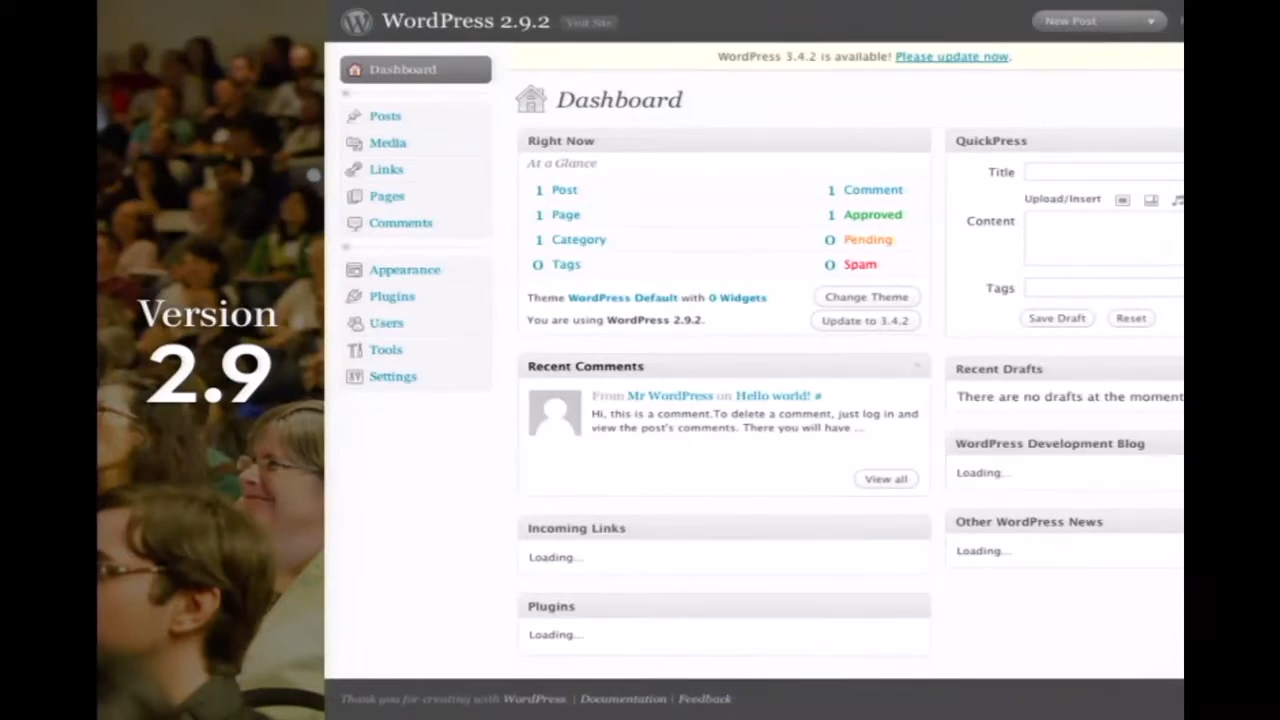 WordPress 2.9.2 Visit Site
New Post
WordPress 3.4.2 is available! Please update now.
Version
2.9
Dashboard
Posts
Media
Links
Pages
Comments
Appearance
Plugins
Users
Tools
Settings
Dashboard
Right Now
At a Glance
1 Post 1 Comment
1 Page 1 Approved
1 Category 0 Pending
0 Tags 0 Spam
Theme WordPress Default with 0 Widgets Change Theme
You are using WordPress 2.9.2. Update to 3.4.2
Recent Comments
From Mr WordPress on Hello world! #
Hi, this is a comment.To delete a comment, just log in and
view the post's comments. There you will have ...
View all
Incoming Links
Loading...
Plugins
Loading...
QuickPress
Title
Upload/Insert
Content
Tags
Save Draft Reset
Recent Drafts
There are no drafts at the moment
WordPress Development Blog
Loading...
Other WordPress News
Loading...
Thank you for creating with WordPress | Documentation | Feedback